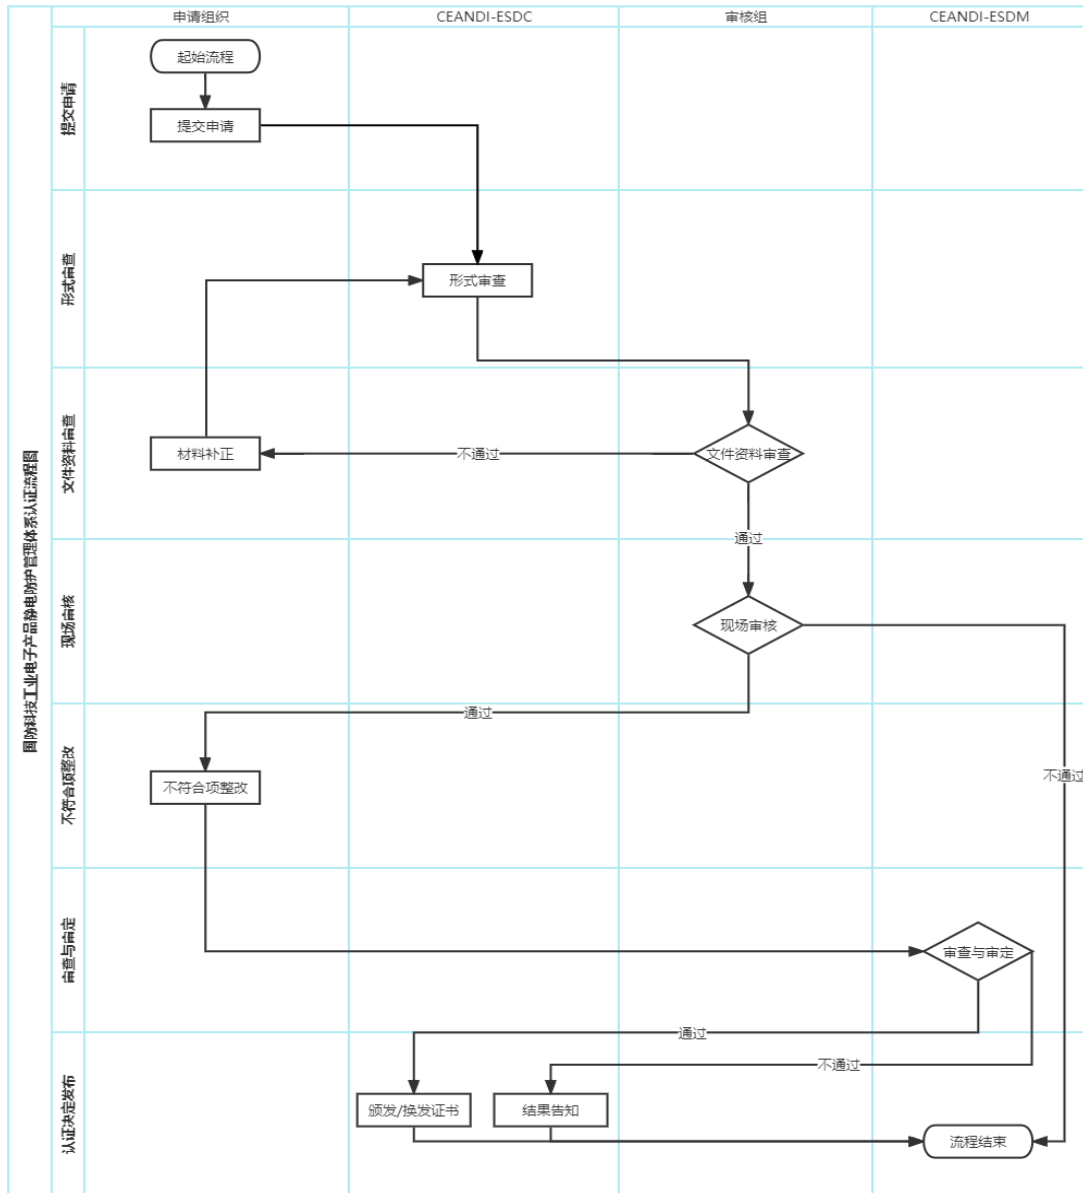 申请组织
CEANDI-ESDC
审核组
CEANDI-ESDM
国防科技工业电子产品静电防护管理体系认证流程图
提交申请
起始流程
提交申请
形式审查
形式审查
文件资料审查
材料补正
不通过
文件资料审查
通过
现场审核
现场审核
通过
不符合项整改
不符合项整改
不通过
审查与审定
审查与审定
通过
不通过
认证决定发布
颁发/换发证书
结果告知
流程结束